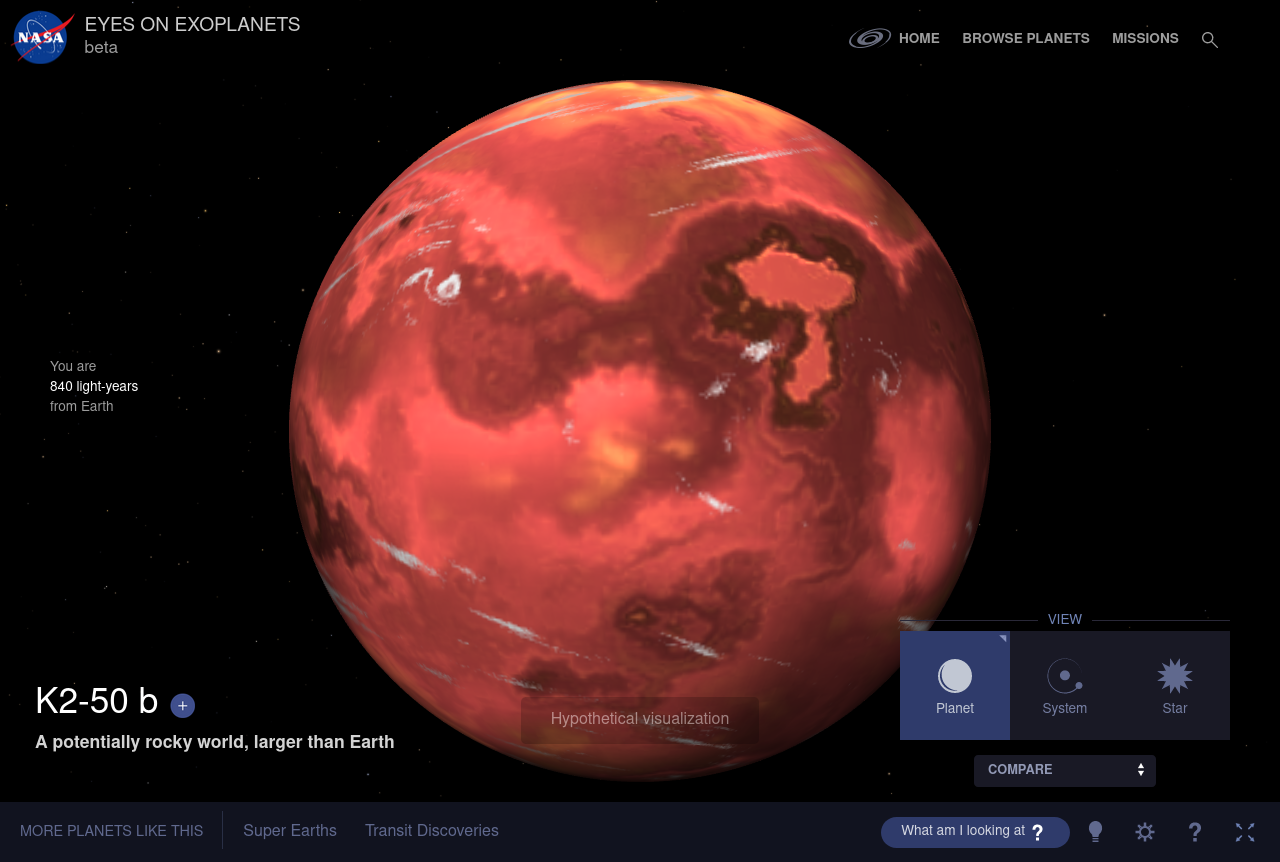 NASA
EYES ON EXOPLANETS
beta
HOME
BROWSE PLANETS
MISSIONS
You are
840 light-years
from Earth
VIEW
Planet
System
Star
K2-50 b +
A potentially rocky world, larger than Earth
Hypothetical visualization
COMPARE
MORE PLANETS LIKE THIS
Super Earths
Transit Discoveries
What am I looking at ?
?